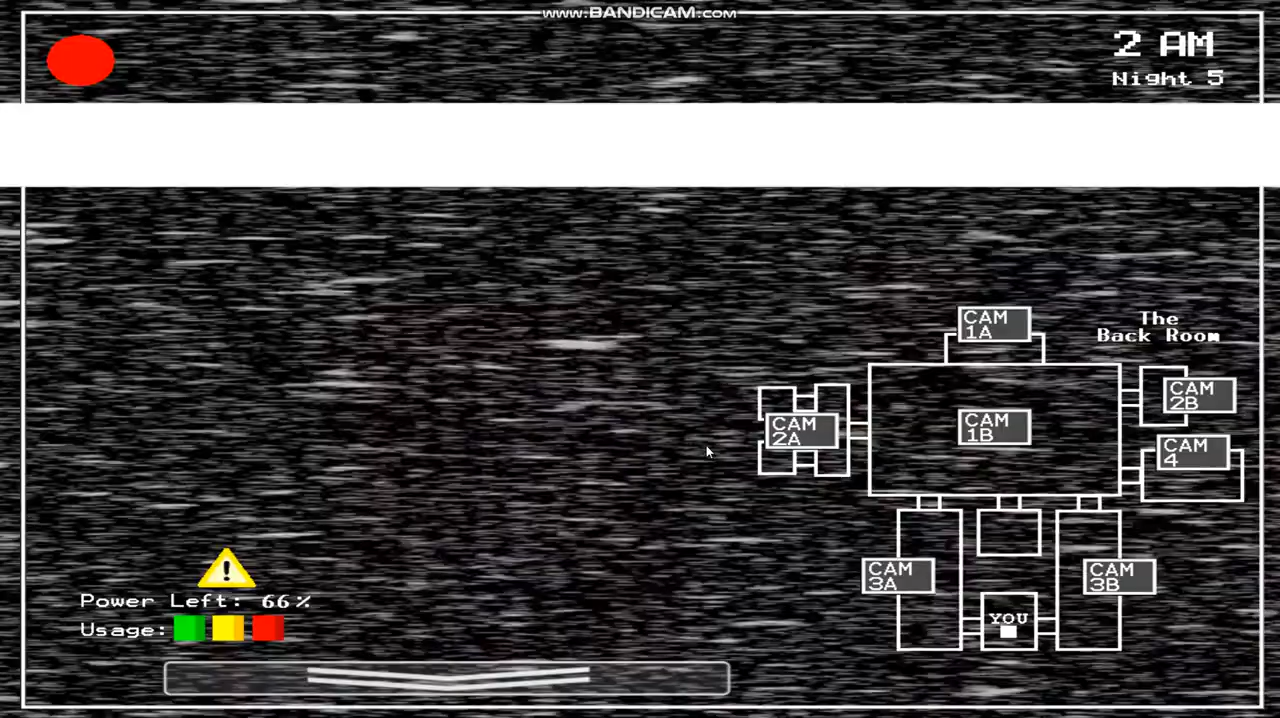 www.BANDICAM.com
2 AM
Night 5
CAM
1A
The
Back Room
CAM
2B
CAM
2A
CAM
1B
CAM
4
!
CAM
3A
CAM
3B
Power Left: 66%
YOU
Usage: